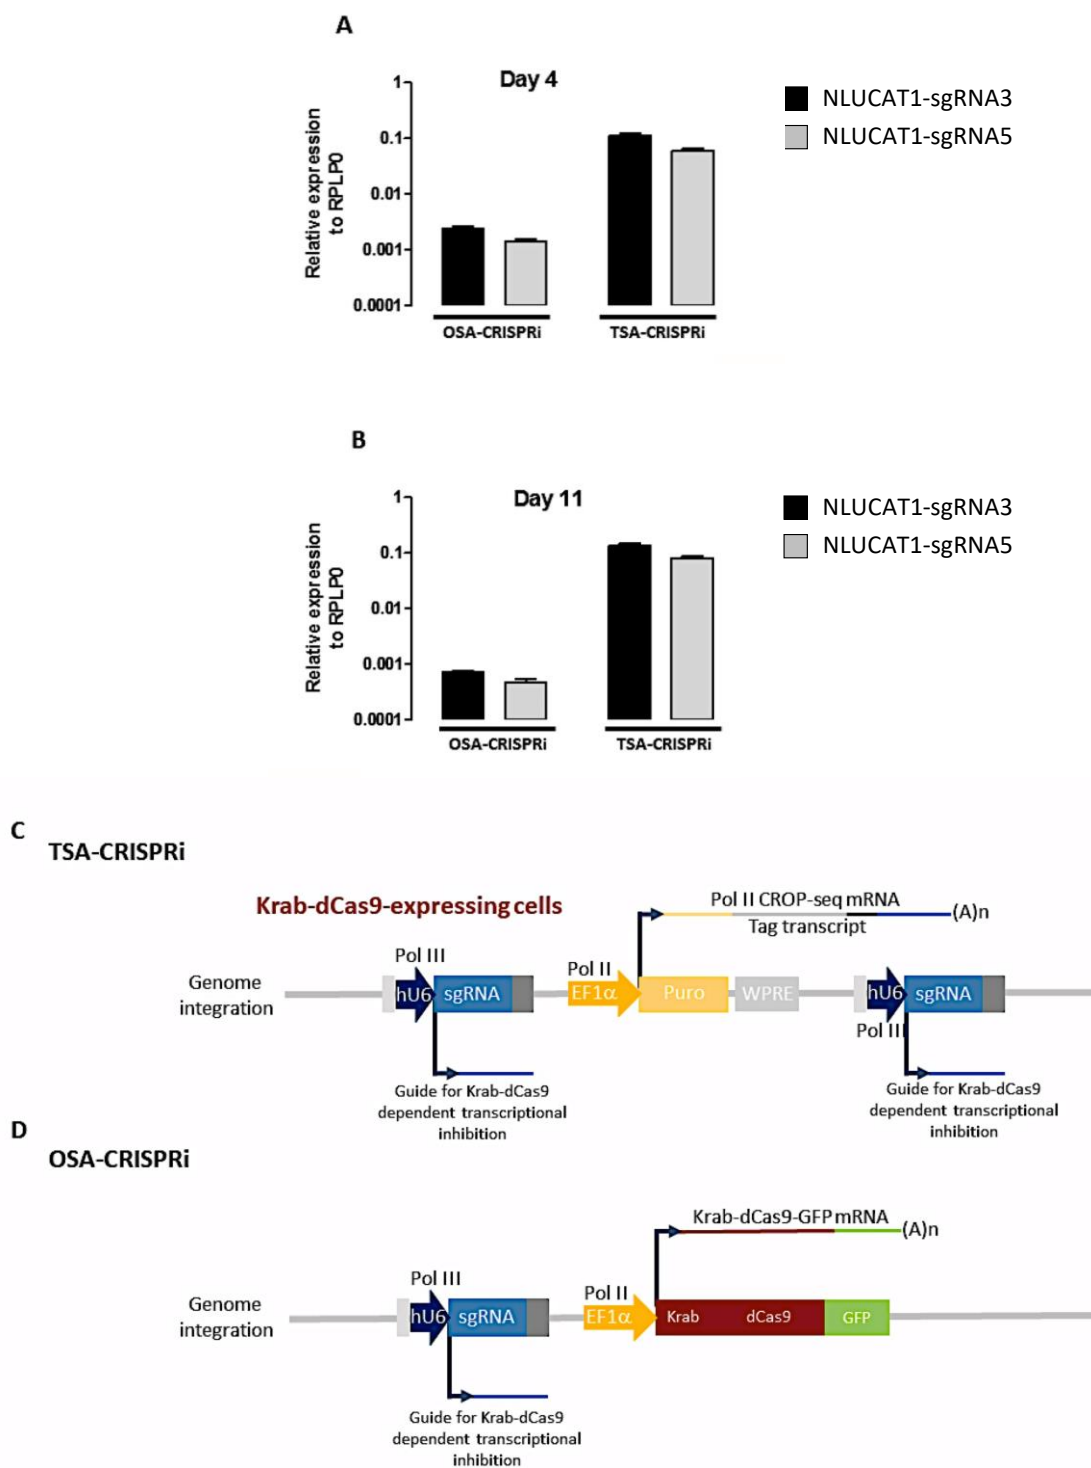 A
Day 4
1
0.1
0.01
0.001
0.0001
Relative expression
to RPLP0
OSA-CRISPRi
TSA-CRISPRi
NLUCAT1-sgRNA3
NLUCAT1-sgRNA5
B
Day 11
1
0.1
0.01
0.001
0.0001
Relative expression
to RPLP0
OSA-CRISPRi
TSA-CRISPRi
NLUCAT1-sgRNA3
NLUCAT1-sgRNA5
C
TSA-CRISPRi
Krab-dCas9-expressing cells
Pol II CROP-seq mRNA
(A)n
Tag transcript
Genome
integration
Pol III
hU6
sgRNA
Pol II
EF1α
Puro
WPRE
hU6
sgRNA
Pol III
Guide for Krab-dCas9
dependent transcriptional
inhibition
Guide for Krab-dCas9
dependent transcriptional
inhibition
D
OSA-CRISPRi
Krab-dCas9-GFP mRNA
(A)n
Genome
integration
Pol III
hU6
sgRNA
Pol II
EF1α
Krab
dCas9
GFP
Guide for Krab-dCas9
dependent transcriptional
inhibition